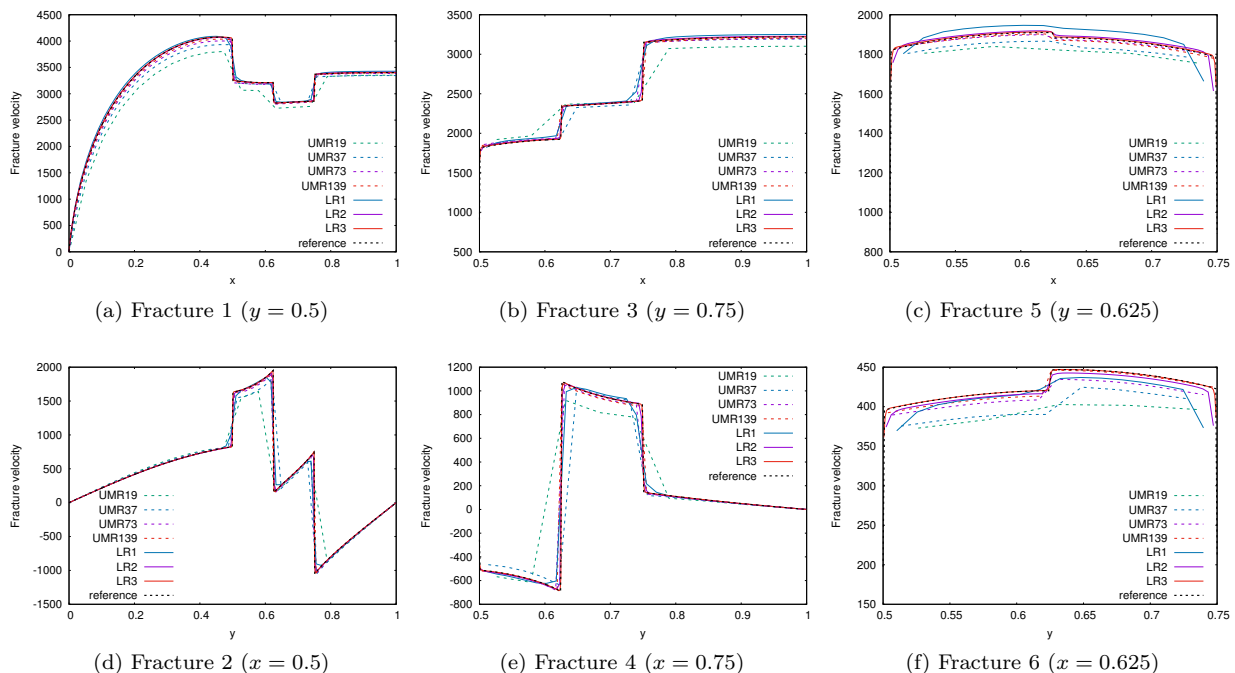 4500
4000
3500
3000
2500
2000
1500
1000
500
0
Fracture velocity
UMR19
UMR37
UMR73
UMR139
LR1
LR2
LR3
reference
0 0.2 0.4 0.6 0.8 1
x
(a) Fracture 1 (y = 0.5)
3500
3000
2500
2000
1500
1000
500
Fracture velocity
UMR19
UMR37
UMR73
UMR139
LR1
LR2
LR3
reference
0.5 0.6 0.7 0.8 0.9 1
x
(b) Fracture 3 (y = 0.75)
2000
1800
1600
1400
1200
1000
800
Fracture velocity
UMR19
UMR37
UMR73
UMR139
LR1
LR2
LR3
reference
0.5 0.55 0.6 0.65 0.7 0.75
x
(c) Fracture 5 (y = 0.625)
2000
1500
1000
500
0
-500
-1000
-1500
Fracture velocity
UMR19
UMR37
UMR73
UMR139
LR1
LR2
LR3
reference
0 0.2 0.4 0.6 0.8 1
y
(d) Fracture 2 (x = 0.5)
1200
1000
800
600
400
200
0
-200
-400
-600
-800
Fracture velocity
UMR19
UMR37
UMR73
UMR139
LR1
LR2
LR3
reference
0.5 0.6 0.7 0.8 0.9 1
y
(e) Fracture 4 (x = 0.75)
450
400
350
300
250
200
150
Fracture velocity
UMR19
UMR37
UMR73
UMR139
LR1
LR2
LR3
reference
0.5 0.55 0.6 0.65 0.7 0.75
y
(f) Fracture 6 (x = 0.625)